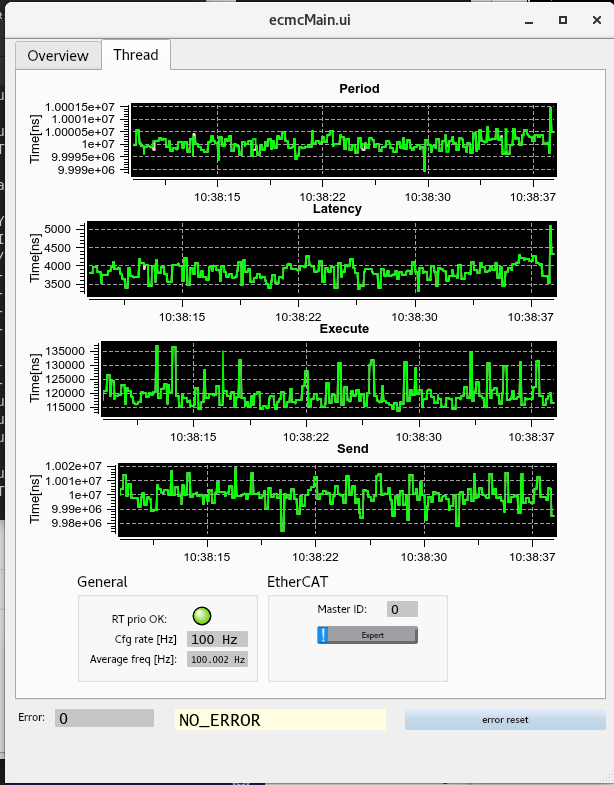 ecmcMain.ui
Overview Thread
Period
Time[ns]
1.00015e+07
1.0001e+07
1.00005e+07
1e+07
9.9995e+06
9.999e+06
10:38:15 10:38:22 10:38:30 10:38:37
Latency
Time[ns]
5000
4500
4000
3500
10:38:15 10:38:22 10:38:30 10:38:37
Execute
Time[ns]
135000
130000
125000
120000
115000
10:38:15 10:38:22 10:38:30 10:38:37
Send
Time[ns]
1.002e+07
1.001e+07
1e+07
9.99e+06
9.98e+06
10:38:15 10:38:22 10:38:30 10:38:37
General EtherCAT
RT prio OK: Master ID: 0
Cfg rate [Hz] 100 Hz ! Expert
Average freq [Hz]: 100.002 Hz
Error: 0 NO_ERROR error reset